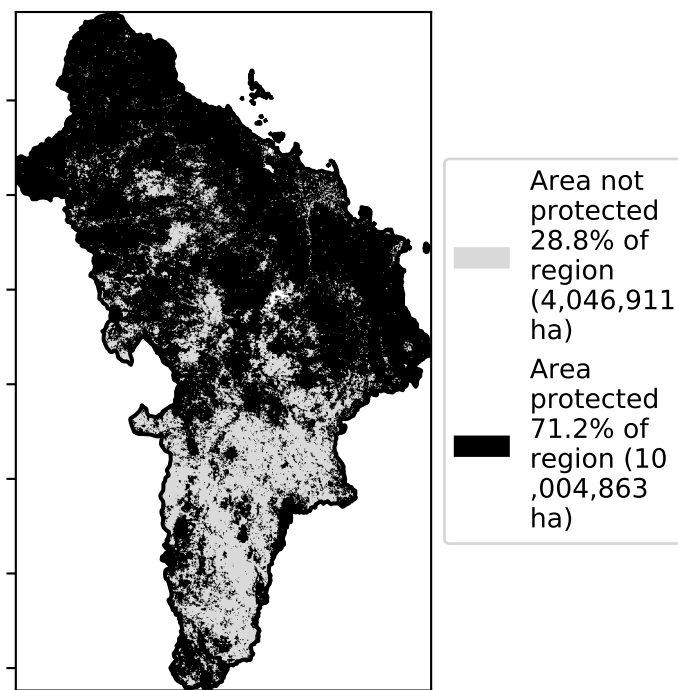 Area not
protected
28.8% of
region
(4,046,911
ha)
Area
protected
71.2% of
region (10
,004,863
ha)